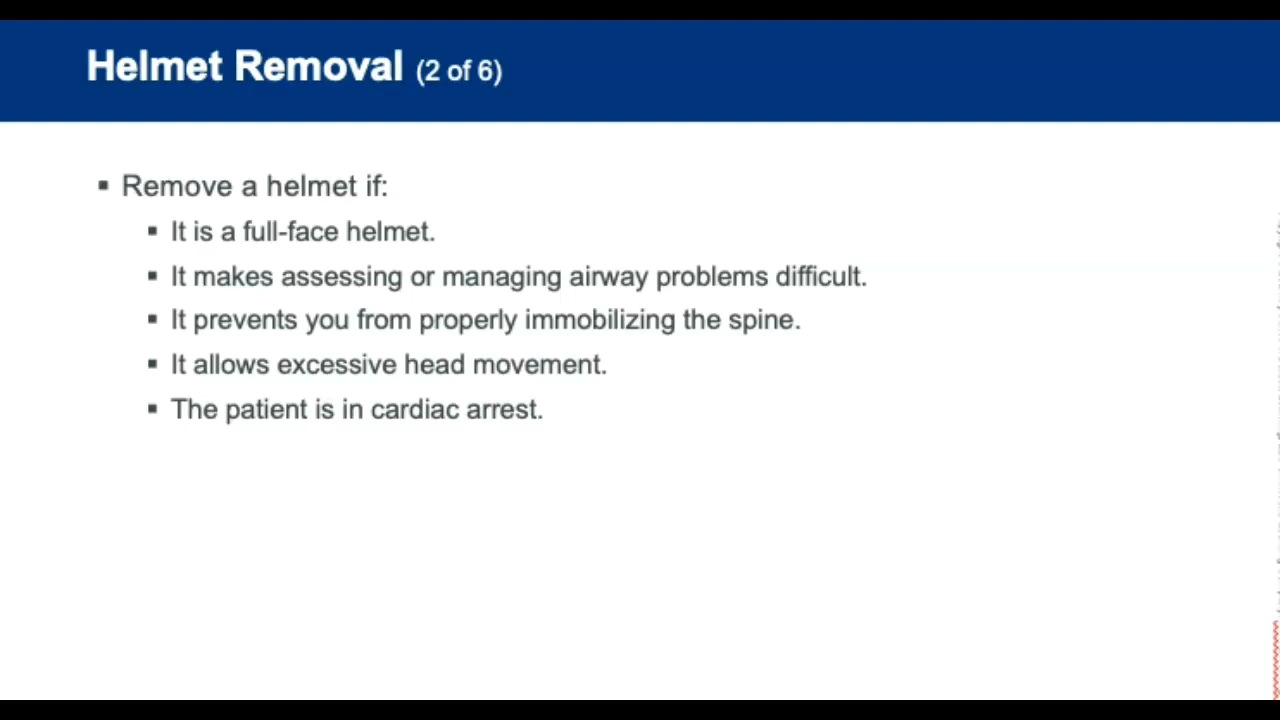 Helmet Removal (2 of 6)
▪ Remove a helmet if:
▪ It is a full-face helmet.
▪ It makes assessing or managing airway problems difficult.
▪ It prevents you from properly immobilizing the spine.
▪ It allows excessive head movement.
▪ The patient is in cardiac arrest.